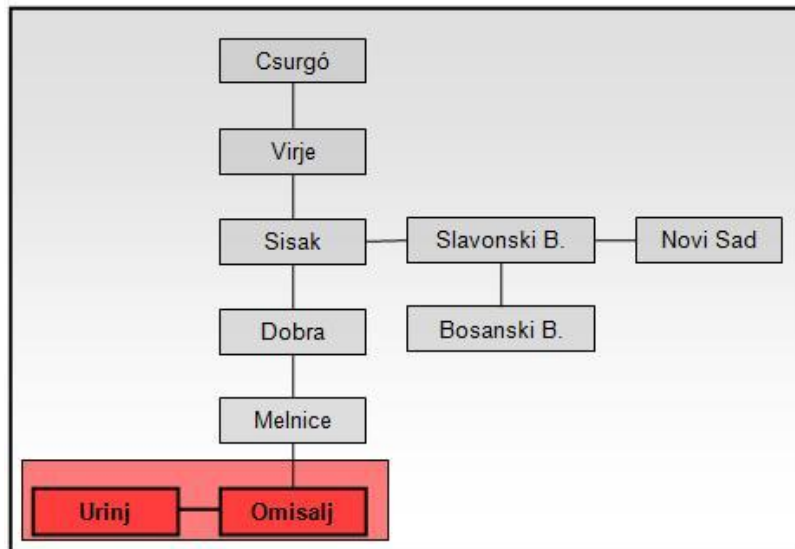 Csurgó
Virje
Sisak
Slavonski B.
Novi Sad
Dobra
Bosanski B.
Melnice
Urinj
Omisalj